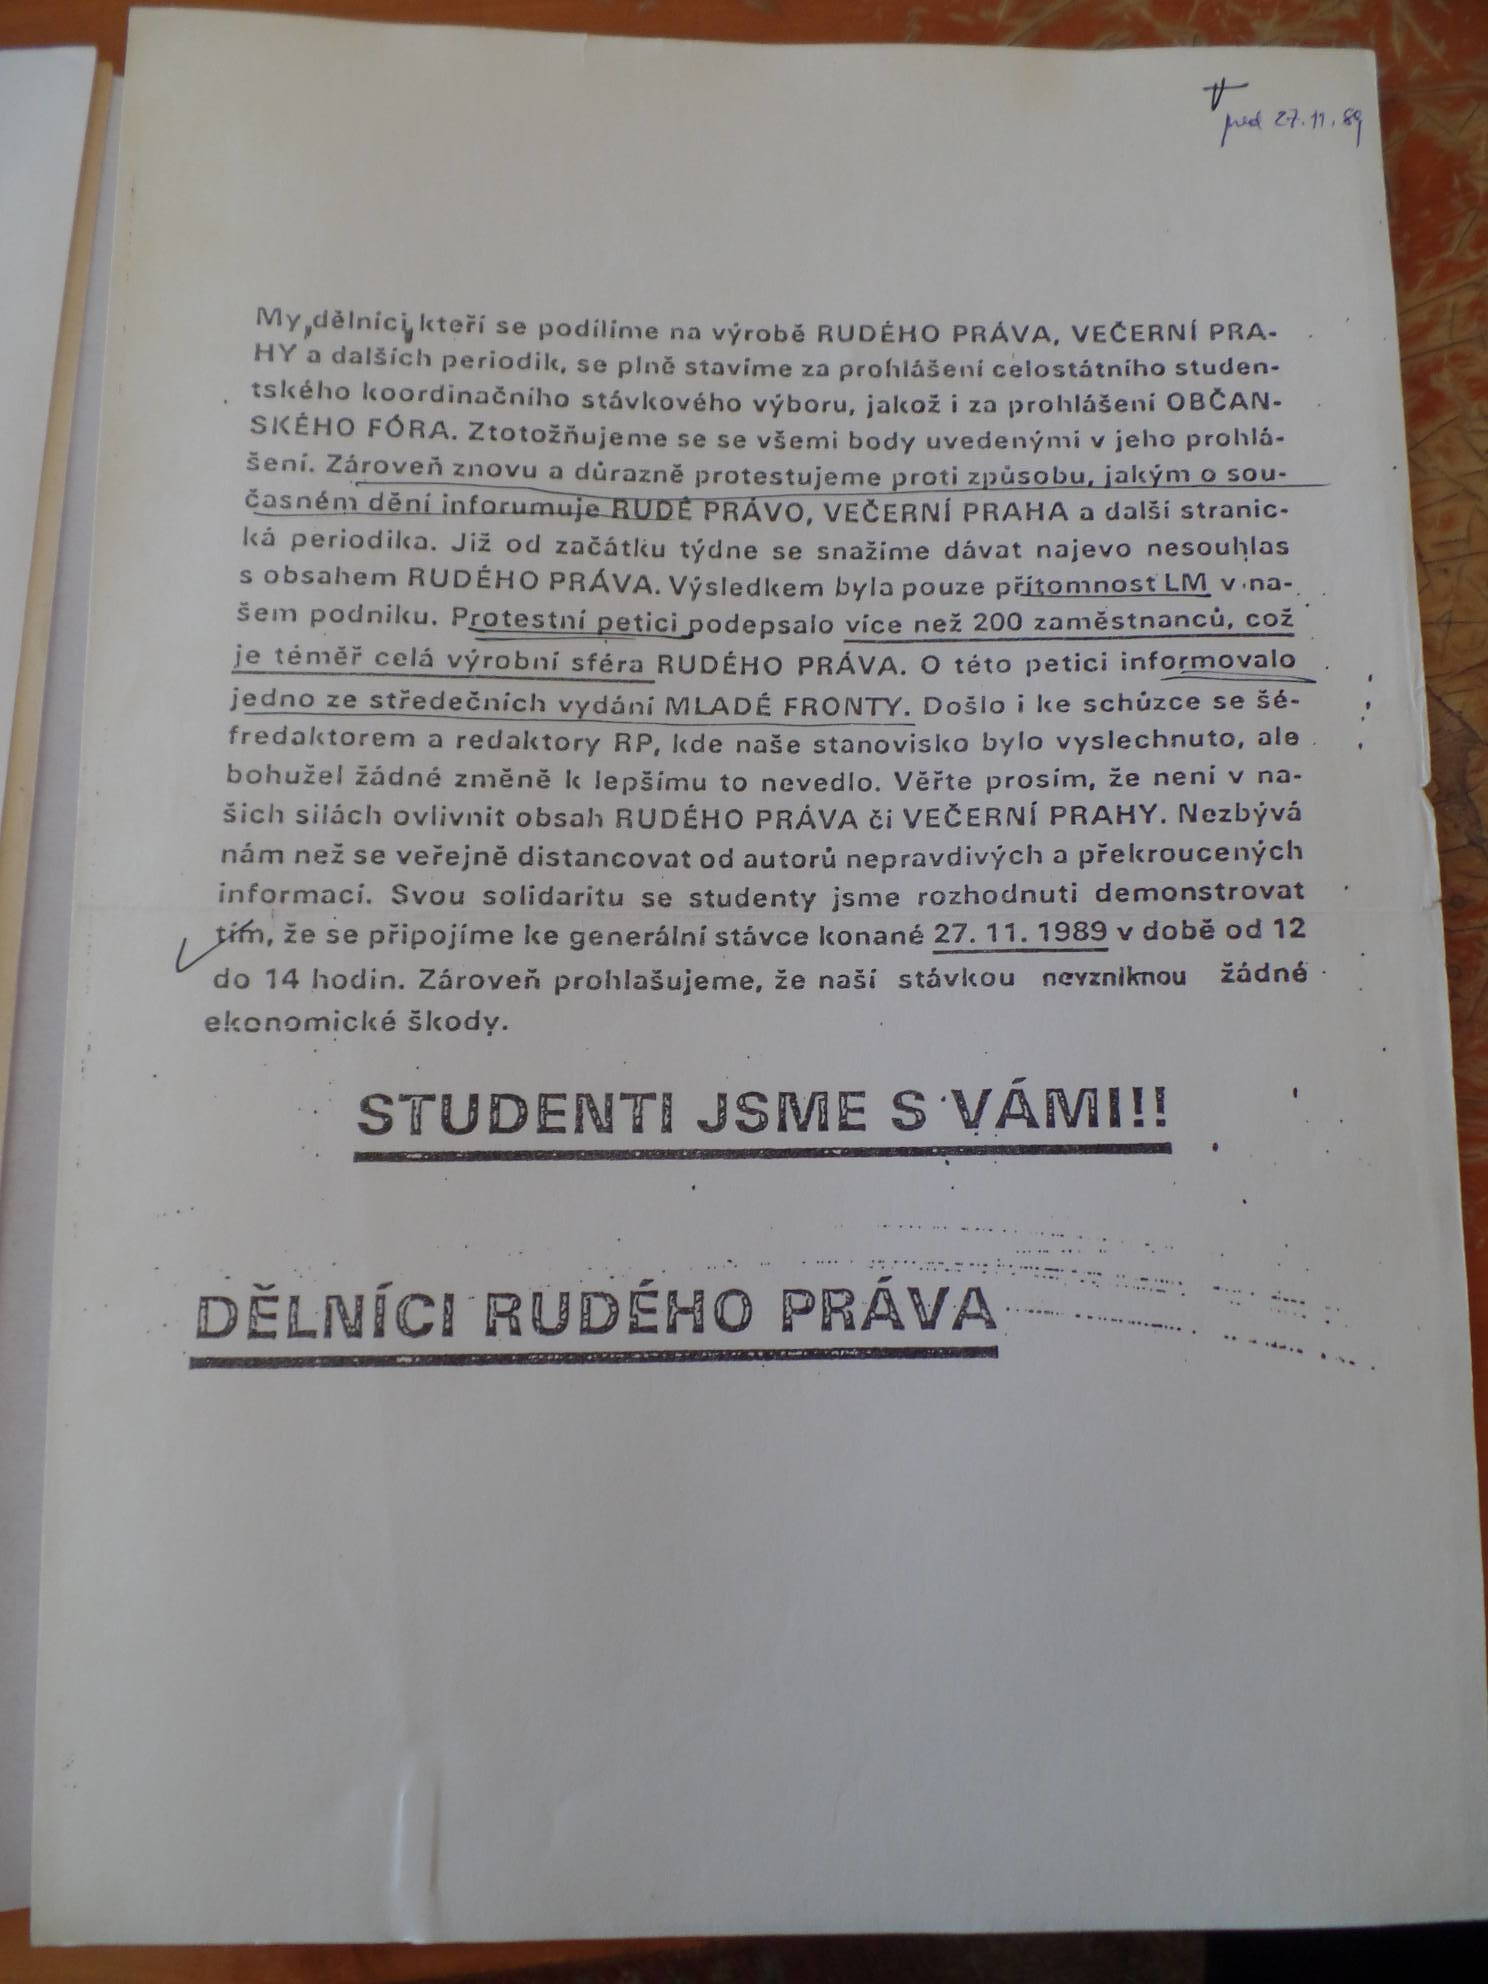 před 27.11.89
My, dělníci, kteří se podílíme na výrobě RUDÉHO PRÁVA, VEČERNÍ PRA-
HY a dalších periodik, se plně stavíme za prohlášení celostátního studen-
tského koordinačního stávkového výboru, jakož i za prohlášení OBČAN-
SKÉHO FÓRA. Ztotožňujeme se se všemi body uvedenými v jeho prohlá-
šení. Zároveň znovu a důrazně protestujeme proti způsobu, jakým o sou-
časném dění inforumuje RUDÉ PRÁVO, VEČERNÍ PRAHA a další stranic-
ká periodika. Již od začátku týdne se snažíme dávat najevo nesouhlas
s obsahem RUDÉHO PRÁVA. Výsledkem byla pouze přítomnost LM v na-
šem podniku. Protestní petici podepsalo více než 200 zaměstnanců, což
je téměř celá výrobní sféra RUDÉHO PRÁVA. O této petici informovalo
jedno ze středečních vydání MLADÉ FRONTY. Došlo i ke schůzce se šé-
fredaktorem a redaktory RP, kde naše stanovisko bylo vyslechnuto, ale
bohužel žádné změně k lepšímu to nevedlo. Věřte prosím, že není v na-
šich silách ovlivnit obsah RUDÉHO PRÁVA či VEČERNÍ PRAHY. Nezbývá
nám než se veřejně distancovat od autorů nepravdivých a překroucených
informací. Svou solidaritu se studenty jsme rozhodnuti demonstrovat
tím, že se připojíme ke generální stávce konané 27. 11. 1989 v době od 12
do 14 hodin. Zároveň prohlašujeme, že naší stávkou nevzniknou žádné
ekonomické škody.
STUDENTI JSME S VÁMI!!
DĚLNÍCI RUDÉHO PRÁVA